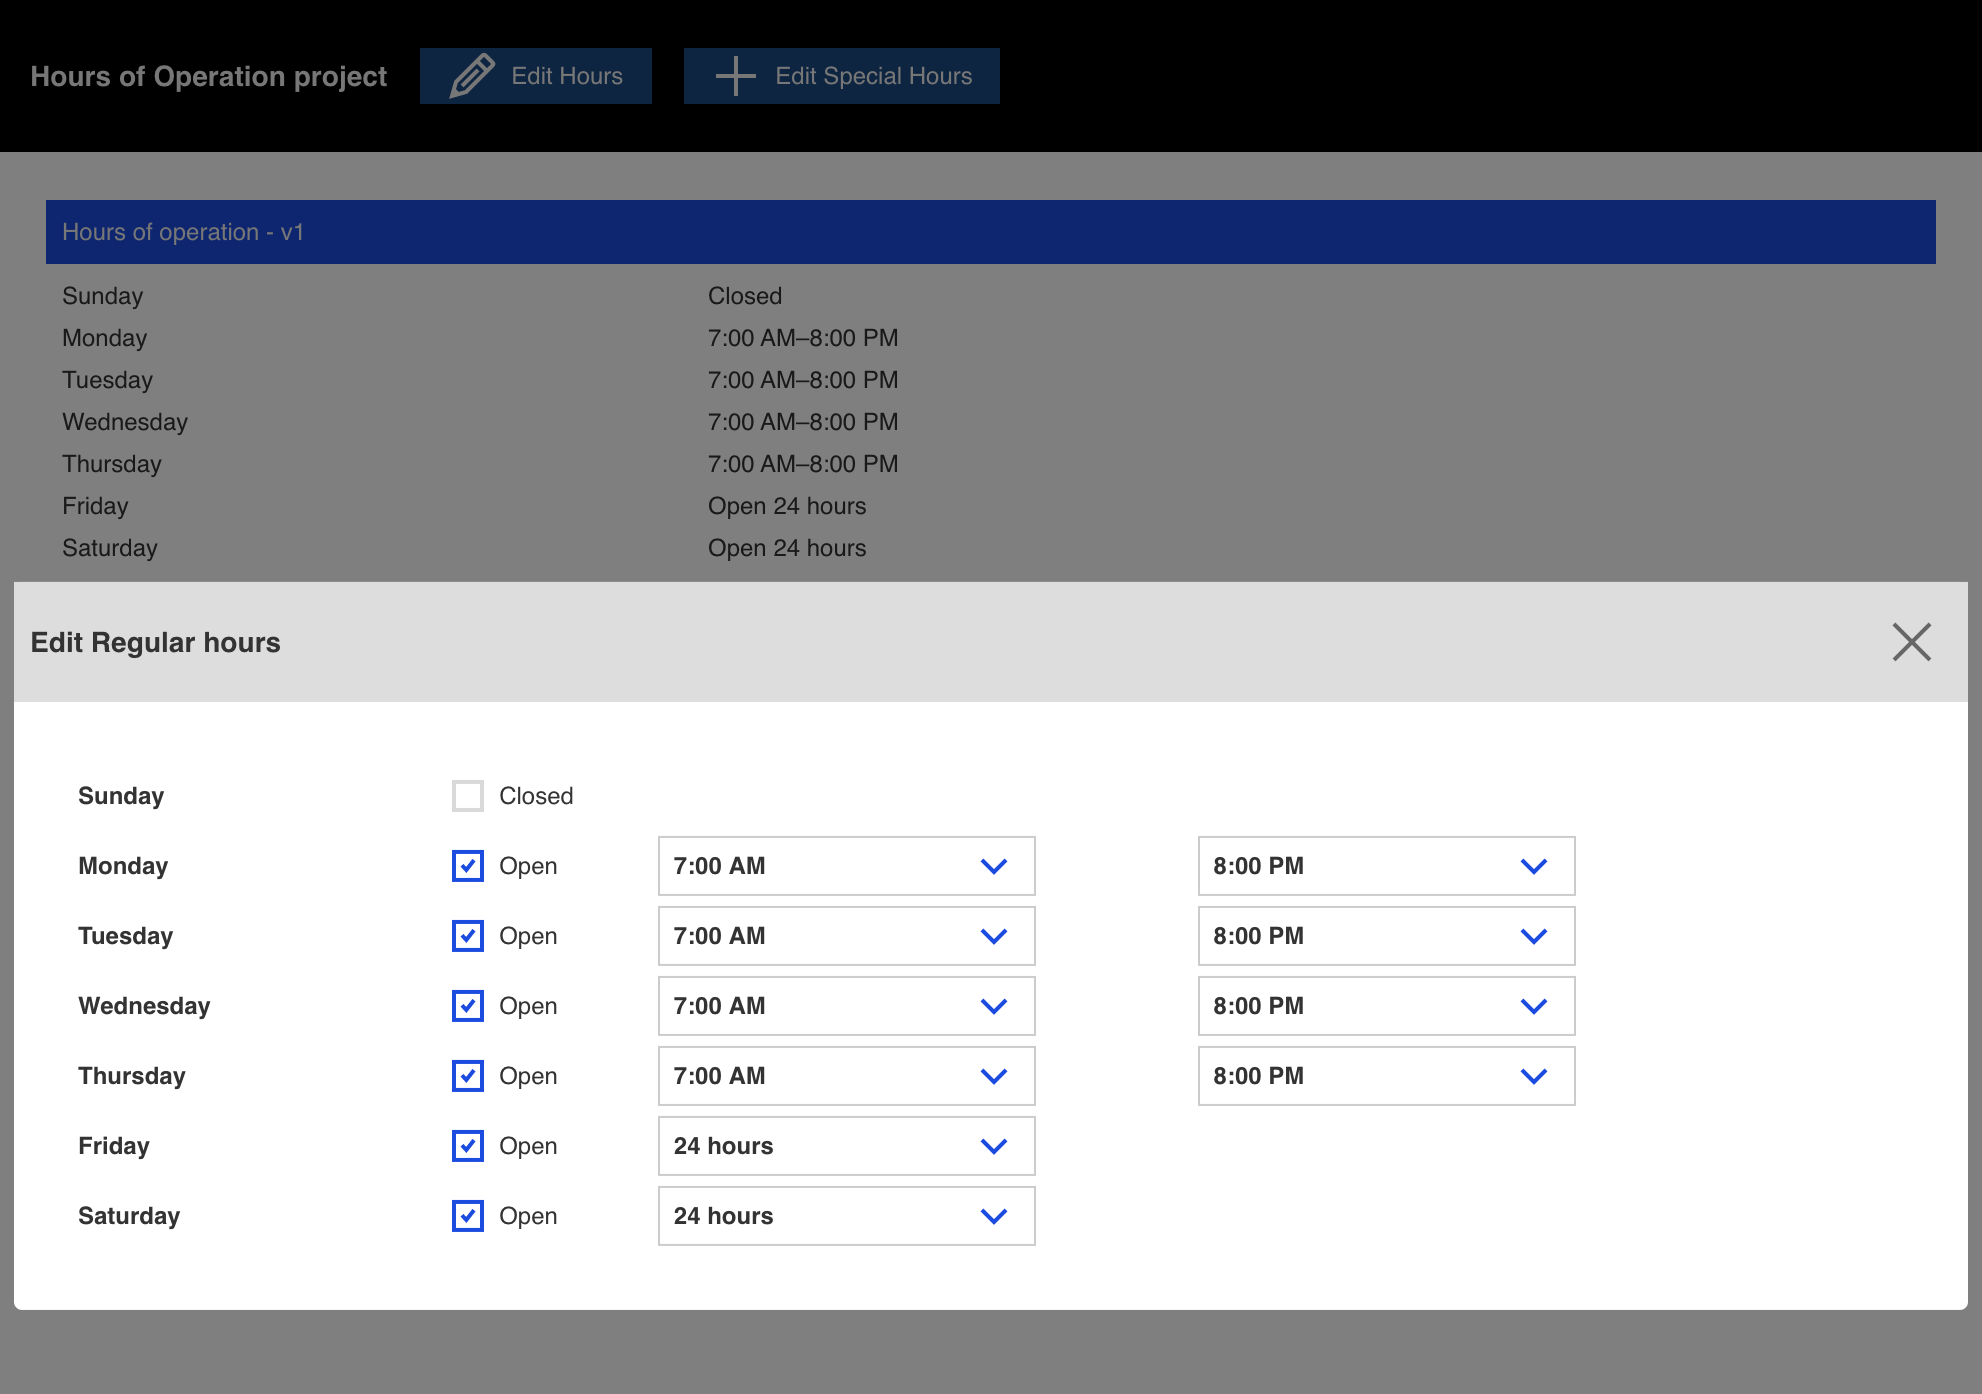 Hours of Operation project Edit Hours Edit Special Hours
Hours of operation - v1
Sunday Closed
Monday 7:00 AM–8:00 PM
Tuesday 7:00 AM–8:00 PM
Wednesday 7:00 AM–8:00 PM
Thursday 7:00 AM–8:00 PM
Friday Open 24 hours
Saturday Open 24 hours
Edit Regular hours
Sunday Closed
Monday Open 7:00 AM 8:00 PM
Tuesday Open 7:00 AM 8:00 PM
Wednesday Open 7:00 AM 8:00 PM
Thursday Open 7:00 AM 8:00 PM
Friday Open 24 hours
Saturday Open 24 hours